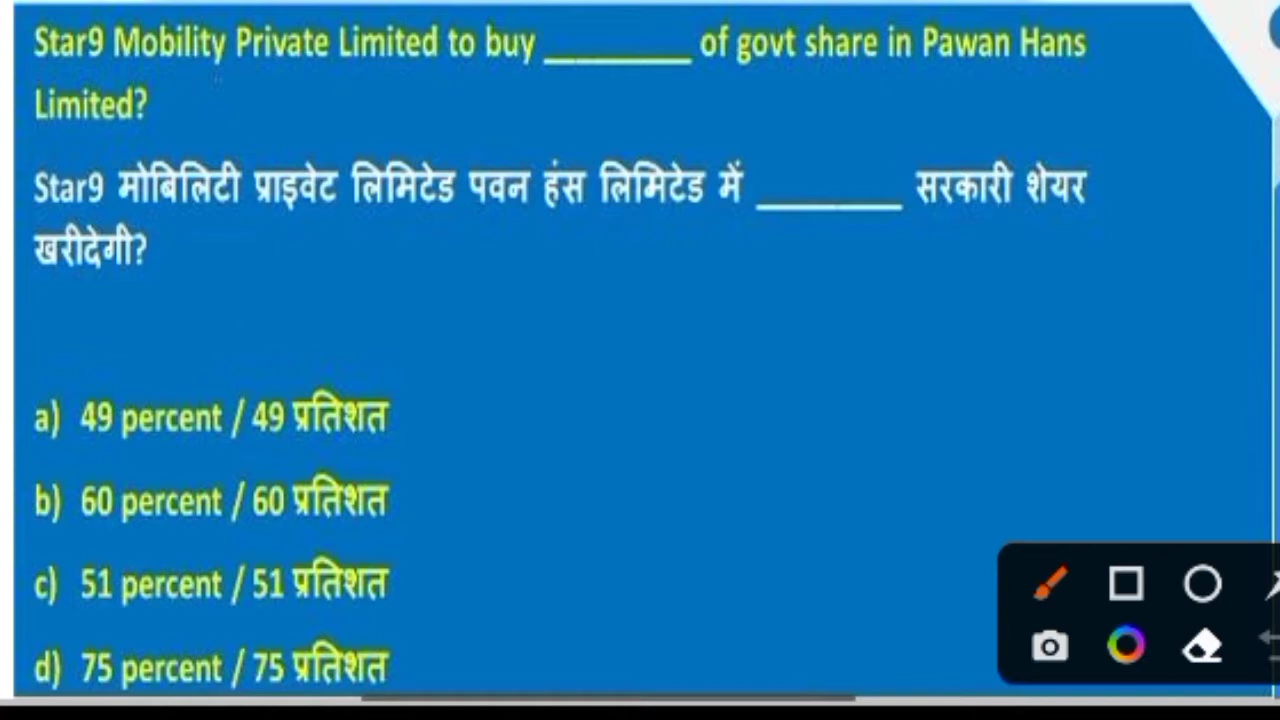 Star9 Mobility Private Limited to buy _________ of govt share in Pawan Hans
Limited?
Star9 मोबिलिटी प्राइवेट लिमिटेड पवन हंस लिमिटेड में _________ सरकारी शेयर
खरीदेगी?
a) 49 percent / 49 प्रतिशत
b) 60 percent / 60 प्रतिशत
c) 51 percent / 51 प्रतिशत
d) 75 percent / 75 प्रतिशत